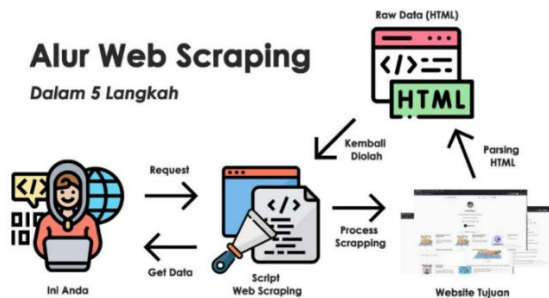 Alur Web Scraping
Dalam 5 Langkah
Raw Data (HTML)
</>
HTML
Kembali
Diolah
Parsing
HTML
</>
Request
</>
Process
Scrapping
Get Data
Ini Anda
Script
Web Scraping
Website Tujuan